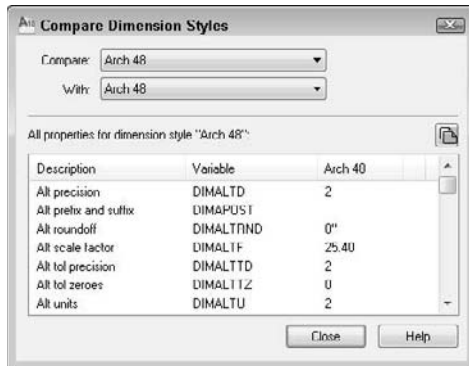 Compare Dimension Styles
Compare: Arch 48
With: Arch 48
All properties for dimension style "Arch 48":
Description Variable Arch 48
Alt precision DIMALTD 2
Alt prefix and suffix DIMAPOST
Alt roundoff DIMALTRND 0"
Alt scale factor DIMALTF 25.40
Alt tol precision DIMALTTD 2
Alt tol zeroes DIMALTTZ 0
Alt units DIMALTU 2
Close Help